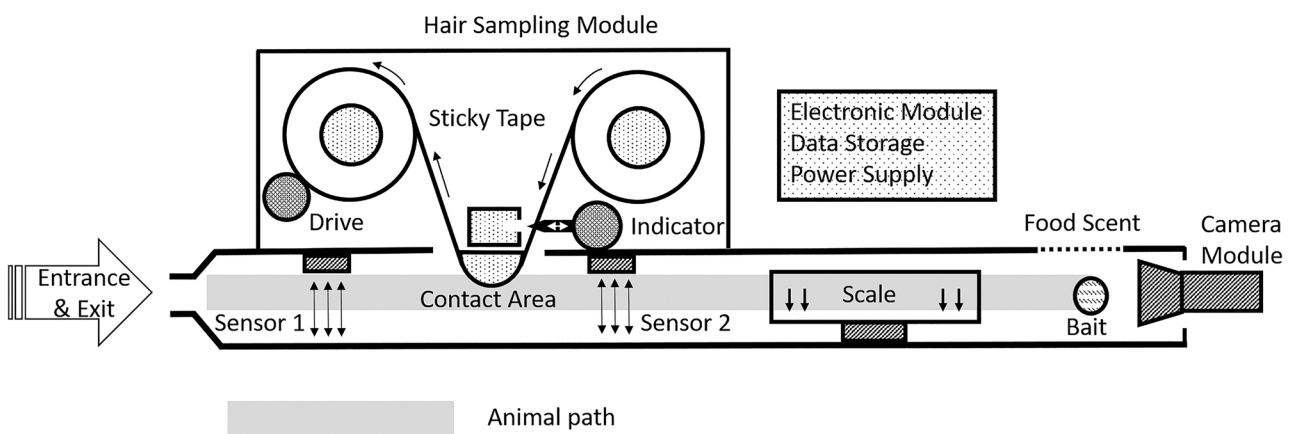 Hair Sampling Module
Sticky Tape
Electronic Module
Data Storage
Power Supply
Drive
Indicator
Food Scent
Camera
Module
Entrance
& Exit
Contact Area
Scale
Sensor 1
Sensor 2
Bait
Animal path